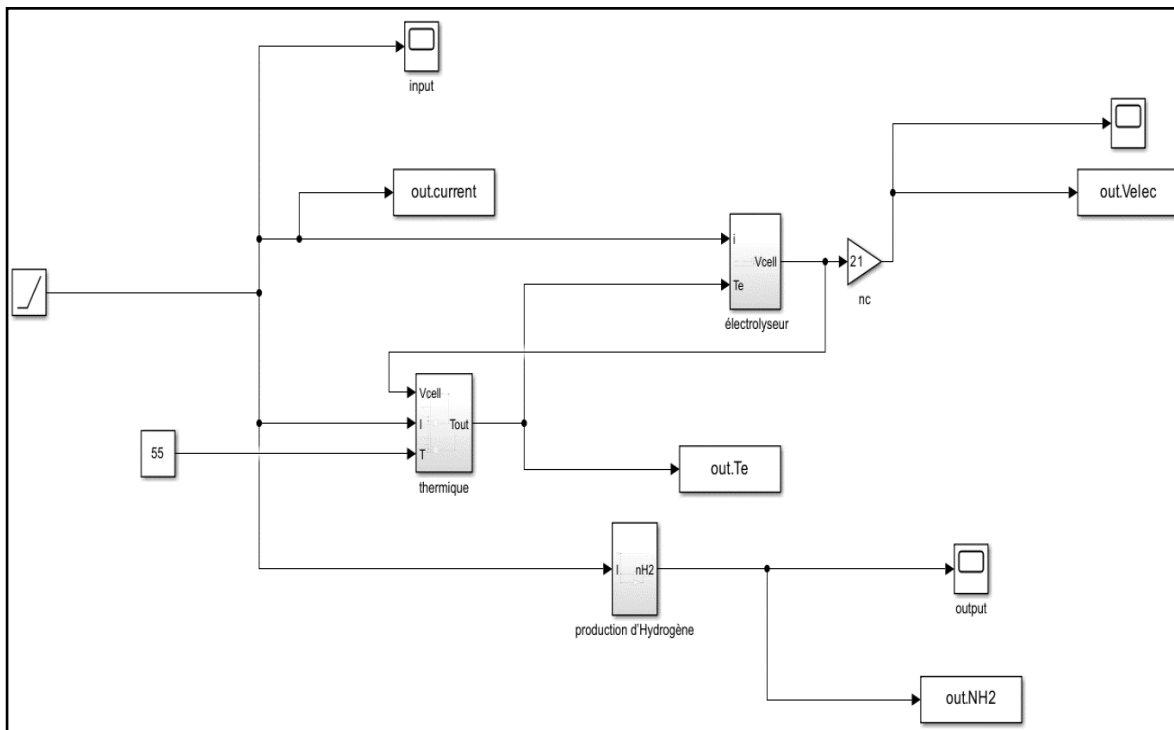 input
out.current
out.Velec
i
Vcell
Te
électrolyseur
21
nc
Vcell
I
Tout
T
thermique
55
out.Te
I
nH2
production d'Hydrogène
output
out.NH2